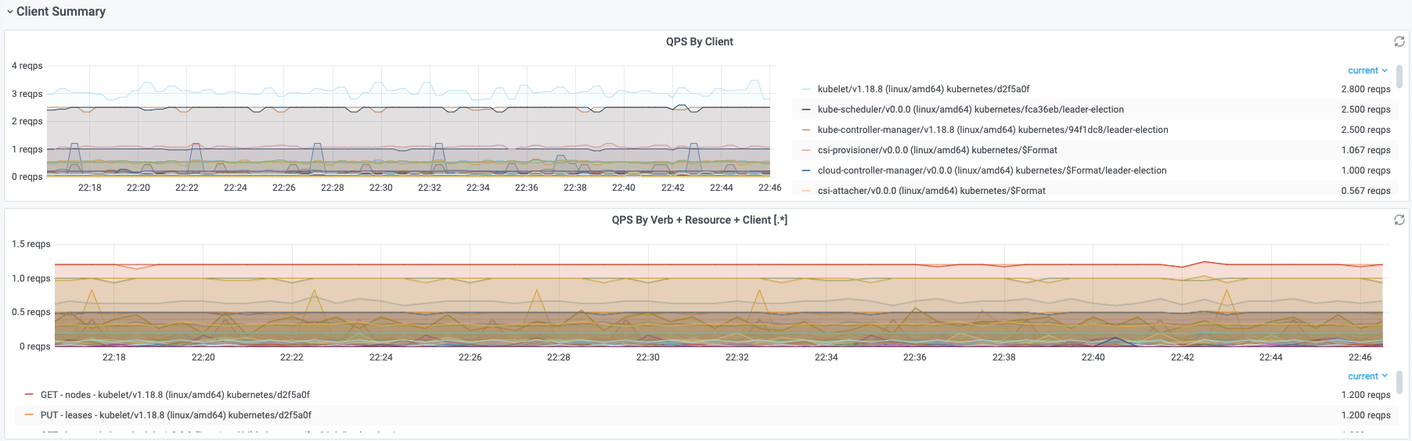 Client Summary
QPS By Client
4 reqps
3 reqps
2 reqps
1 reqps
0 reqps
22:18 22:20 22:22 22:24 22:26 22:28 22:30 22:32 22:34 22:36 22:38 22:40 22:42 22:44 22:46
current
kubelet/v1.18.8 (linux/amd64) kubernetes/d2f5a0f 2.800 reqps
kube-scheduler/v0.0.0 (linux/amd64) kubernetes/fca36eb/leader-election 2.500 reqps
kube-controller-manager/v1.18.8 (linux/amd64) kubernetes/94f1dc8/leader-election 2.500 reqps
csi-provisioner/v0.0.0 (linux/amd64) kubernetes/$Format 1.067 reqps
cloud-controller-manager/v0.0.0 (linux/amd64) kubernetes/$Format/leader-election 1.000 reqps
csi-attacher/v0.0.0 (linux/amd64) kubernetes/$Format 0.567 reqps
QPS By Verb + Resource + Client [.*]
1.5 reqps
1.0 reqps
0.5 reqps
0 reqps
22:18 22:20 22:22 22:24 22:26 22:28 22:30 22:32 22:34 22:36 22:38 22:40 22:42 22:44 22:46
current
GET - nodes - kubelet/v1.18.8 (linux/amd64) kubernetes/d2f5a0f 1.200 reqps
PUT - leases - kubelet/v1.18.8 (linux/amd64) kubernetes/d2f5a0f 1.200 reqps